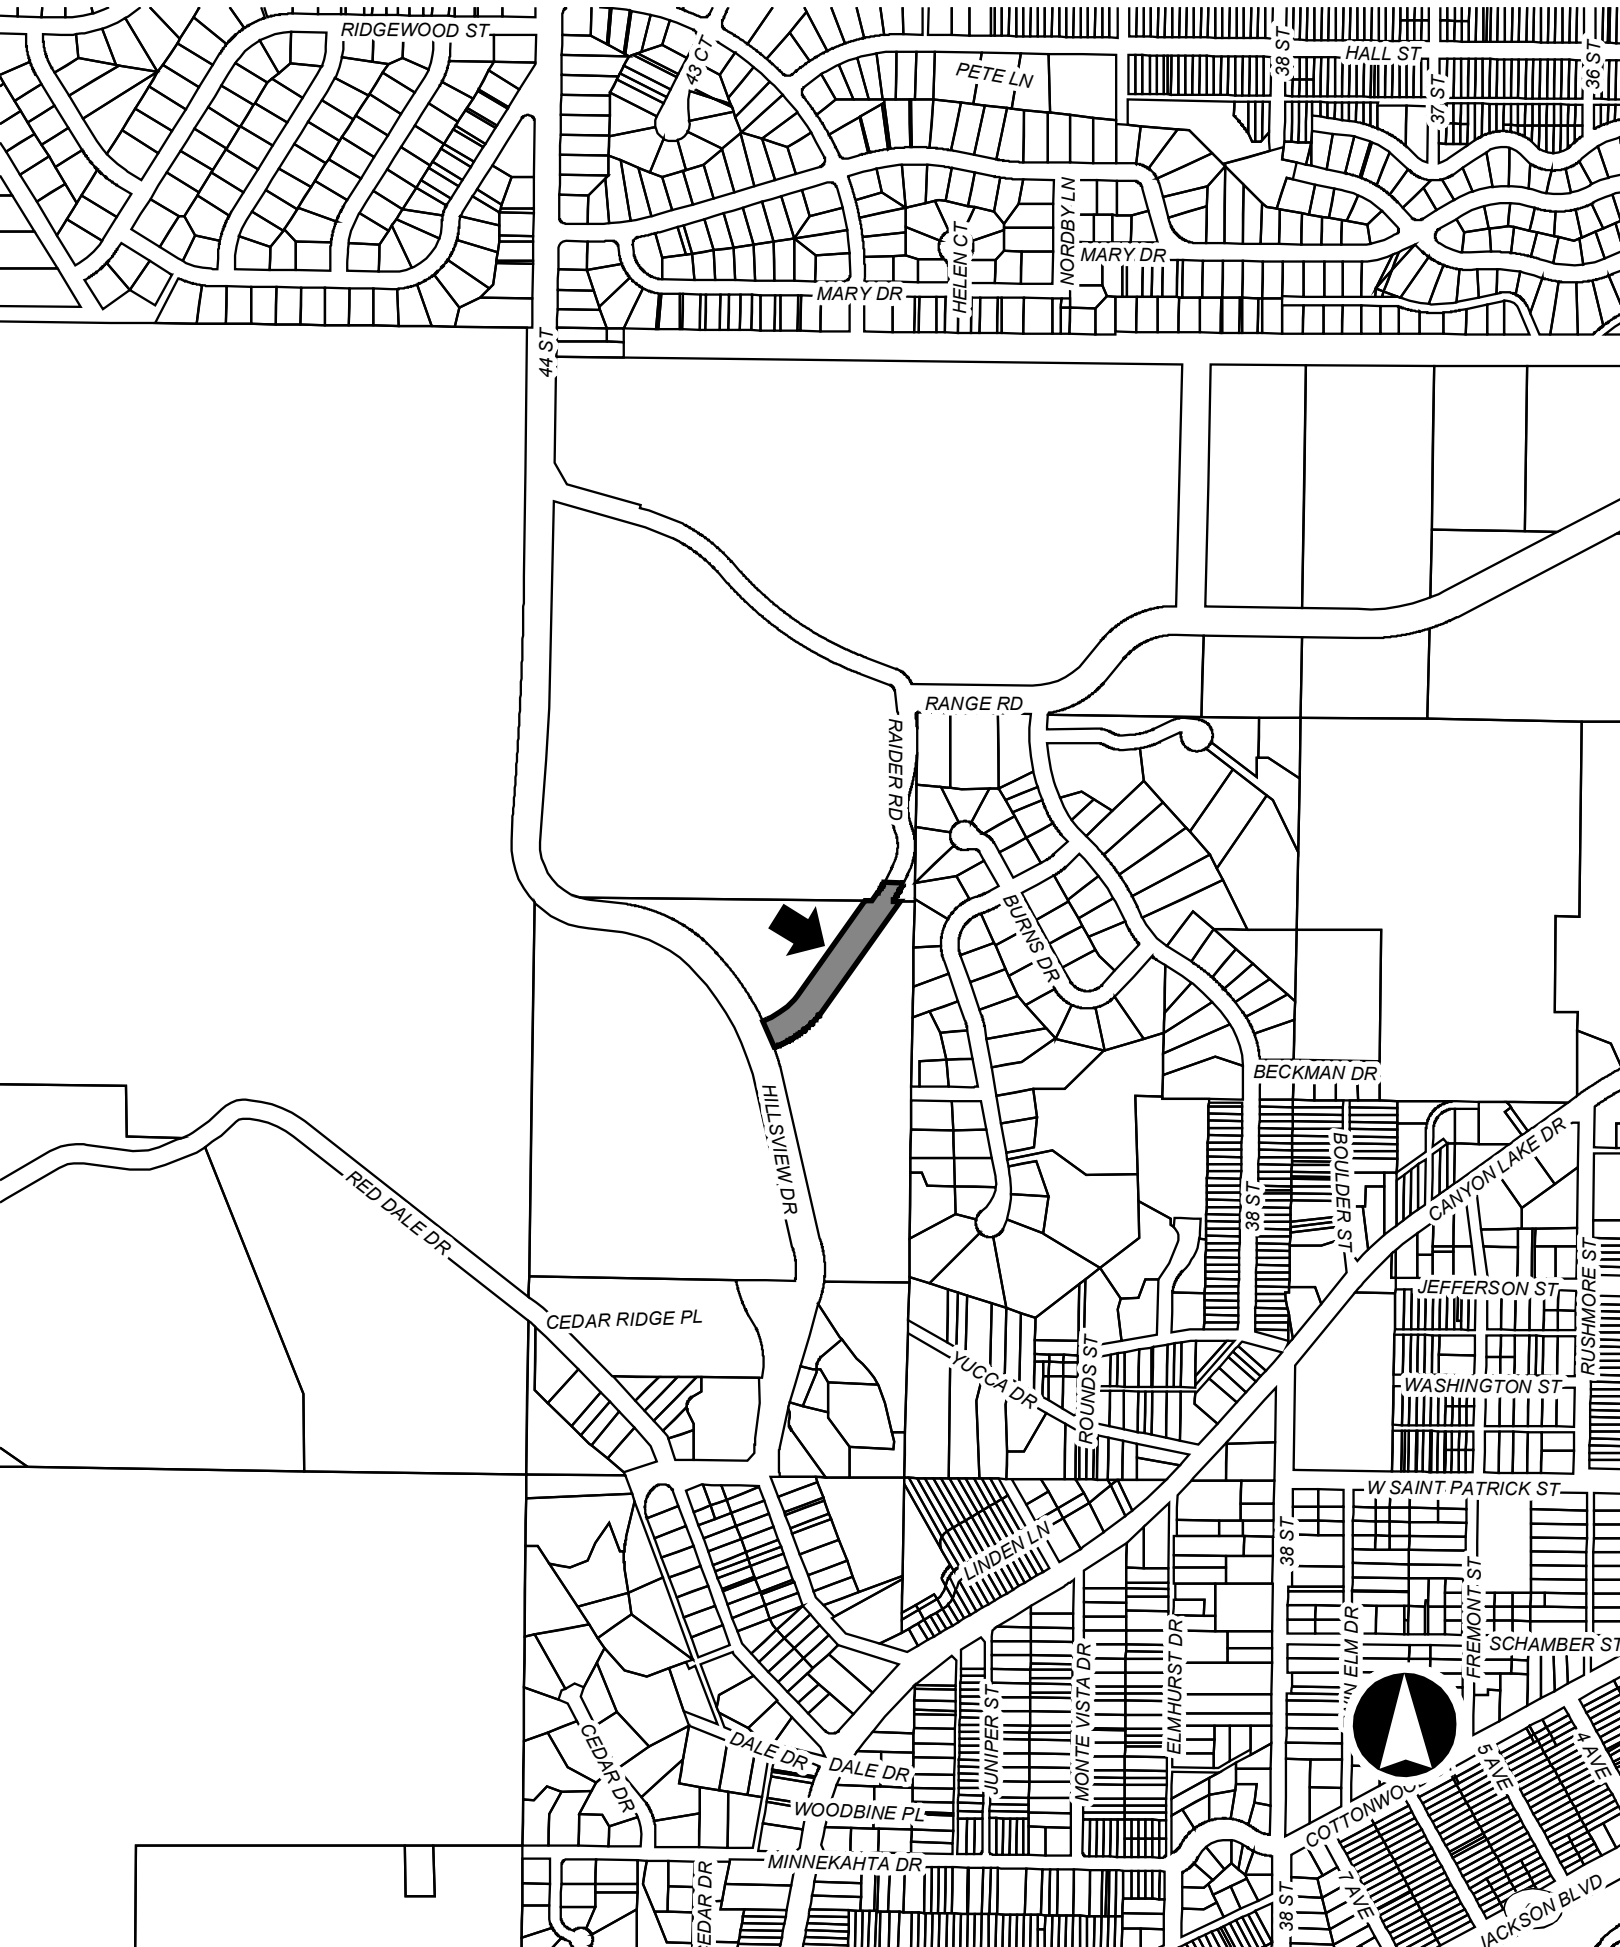 RIDGEWOOD ST
43 CT
PETE LN
38 ST
HALL ST
37 ST
36 ST
NORDBY LN
HELEN CT
MARY DR
MARY DR
44 ST
RANGE RD
RAIDER RD
BURNS DR
BECKMAN DR
HILLSVIEW DR
BOULDER ST
CANYON LAKE DR
38 ST
RED DALE DR
JEFFERSON ST
RUSHMORE ST
CEDAR RIDGE PL
YUCCA DR
ROUNDS ST
WASHINGTON ST
W SAINT PATRICK ST
LINDEN LN
38 ST
FREMONT ST
ELM DR
SCHAMBER ST
JUNIPER ST
MONTE VISTA DR
ELMHURST DR
CEDAR DR
DALE DR
DALE DR
5 AVE
4 AVE
WOODBINE PL
COTTONWOO
MINNEKAHTA DR
EDAR DR
38 ST
7 AVE
JACKSON BLVD